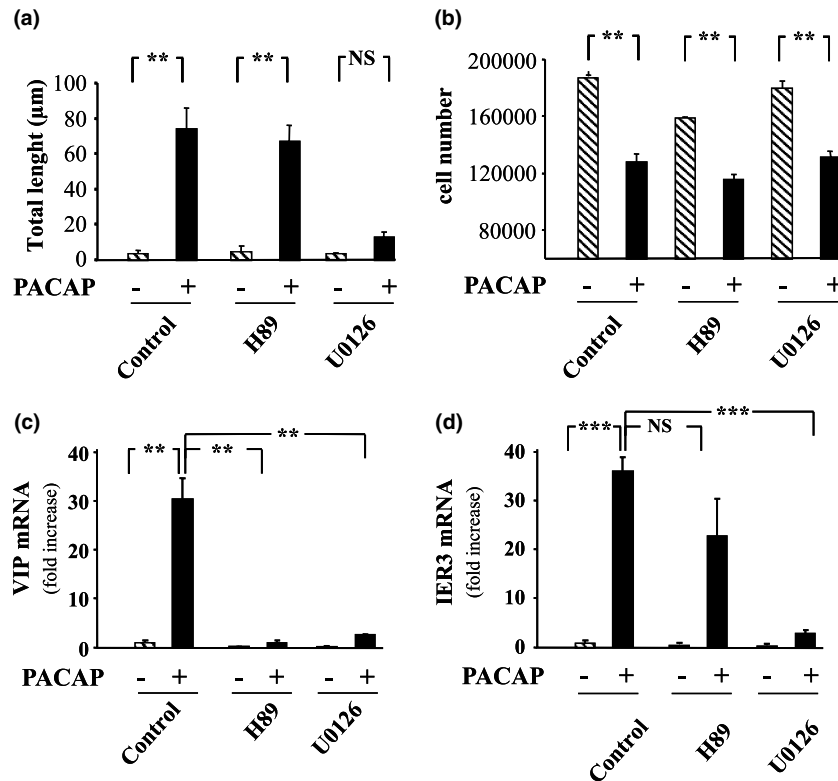 (a)
** ** NS
100
80
60
40
20
0
Total lenght (μm)
PACAP - + - + - +
Control H89 U0126
(b)
** ** **
200000
160000
120000
80000
cell number
PACAP - + - + - +
Control H89 U0126
(c)
**
** **
40
30
20
10
0
VIP mRNA
(fold increase)
PACAP - + - + - +
Control H89 U0126
(d)
***
*** NS
40
30
20
10
0
IER3 mRNA
(fold increase)
PACAP - + - + - +
Control H89 U0126